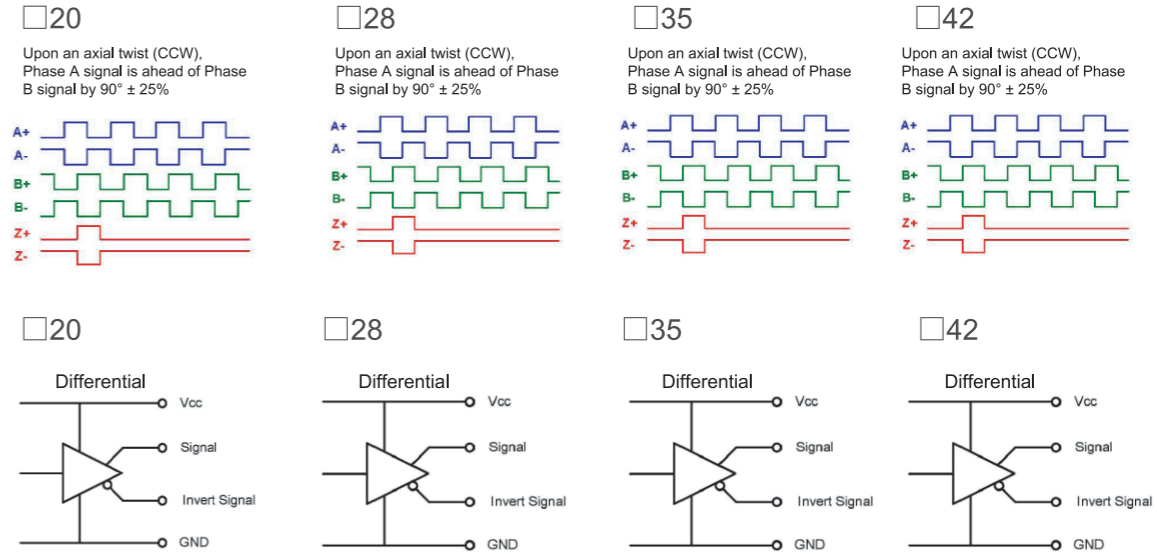 □20
Upon an axial twist (CCW),
Phase A signal is ahead of Phase
B signal by 90° ± 25%
A+
A-
B+
B-
Z+
Z-
□28
Upon an axial twist (CCW),
Phase A signal is ahead of Phase
B signal by 90° ± 25%
A+
A-
B+
B-
Z+
Z-
□35
Upon an axial twist (CCW),
Phase A signal is ahead of Phase
B signal by 90° ± 25%
A+
A-
B+
B-
Z+
Z-
□42
Upon an axial twist (CCW),
Phase A signal is ahead of Phase
B signal by 90° ± 25%
A+
A-
B+
B-
Z+
Z-
□20
Differential
Vcc
Signal
Invert Signal
GND
□28
Differential
Vcc
Signal
Invert Signal
GND
□35
Differential
Vcc
Signal
Invert Signal
GND
□42
Differential
Vcc
Signal
Invert Signal
GND